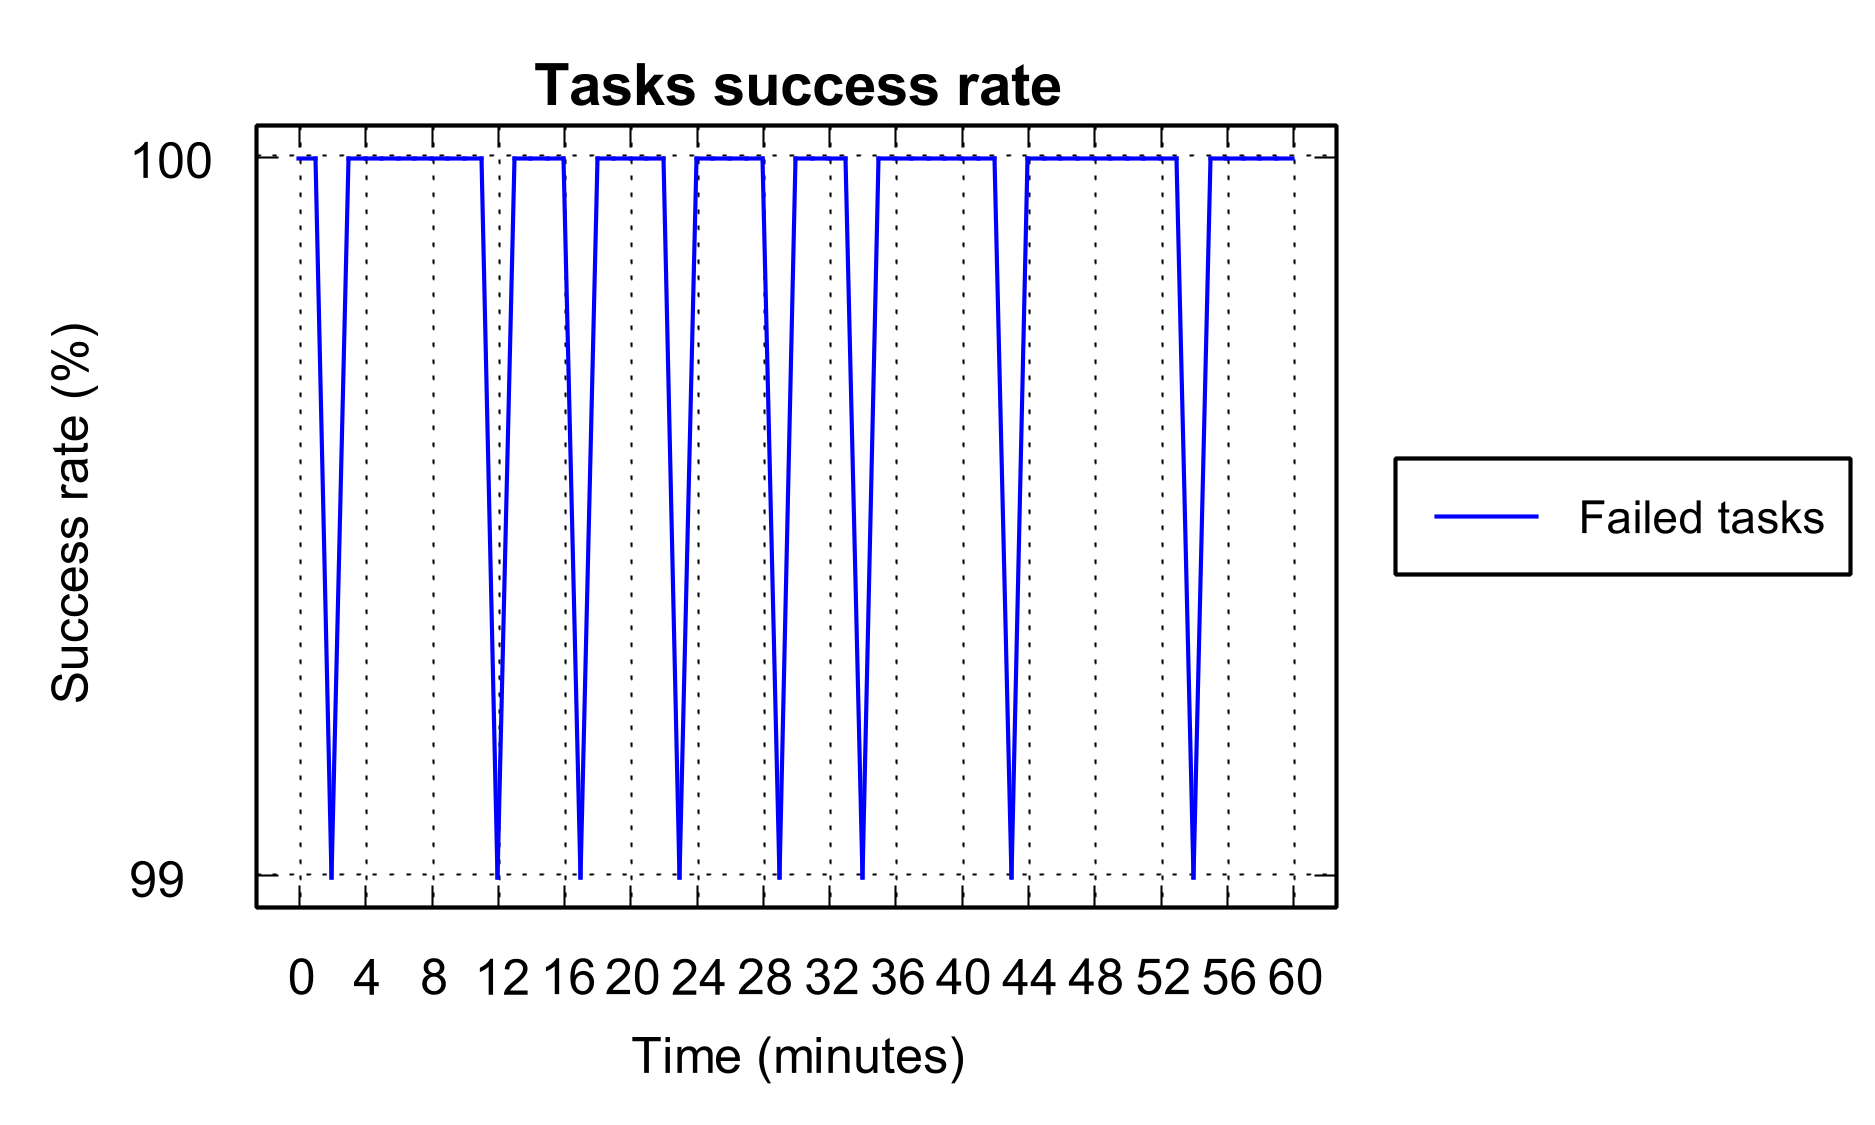 Tasks success rate
100
99
Success rate (%)
Failed tasks
0 4 8 12 16 20 24 28 32 36 40 44 48 52 56 60
Time (minutes)